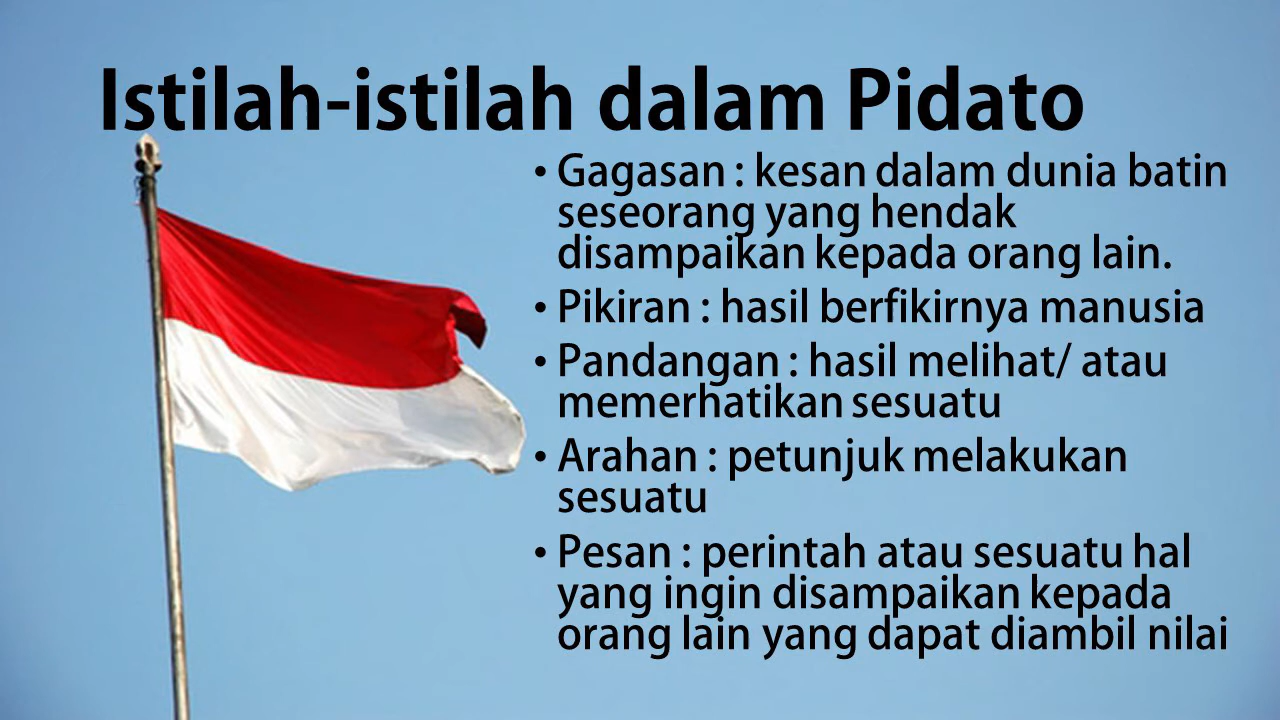 Istilah-istilah dalam Pidato
• Gagasan : kesan dalam dunia batin
seseorang yang hendak
disampaikan kepada orang lain.
• Pikiran : hasil berfikirnya manusia
• Pandangan : hasil melihat/ atau
memerhatikan sesuatu
• Arahan : petunjuk melakukan
sesuatu
• Pesan : perintah atau sesuatu hal
yang ingin disampaikan kepada
orang lain yang dapat diambil nilai